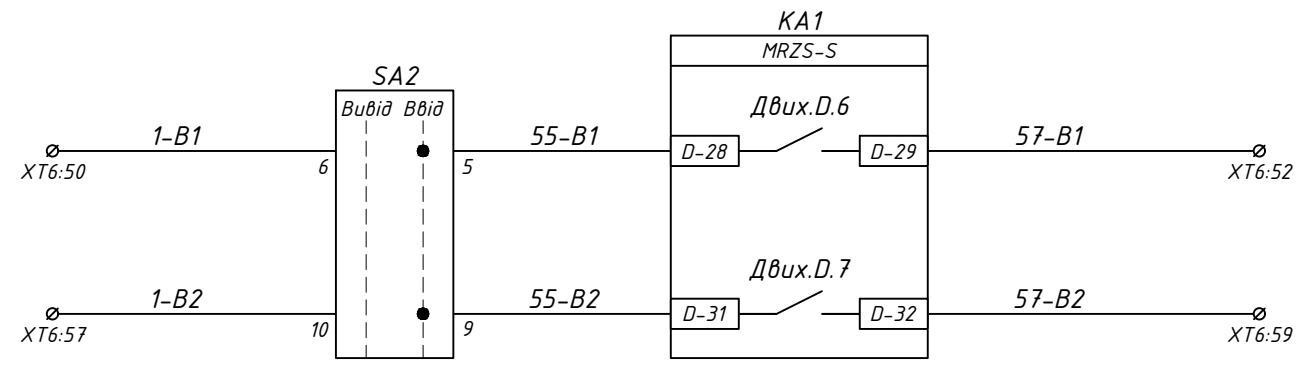 KA1
MRZS-S
SA2
Вивід Ввід
Двих.D.6
1-B1
55-B1
57-B1
D-28
D-29
XT6:50
6
5
XT6:52
Двих.D.7
1-B2
55-B2
57-B2
D-31
D-32
XT6:57
10
9
XT6:59